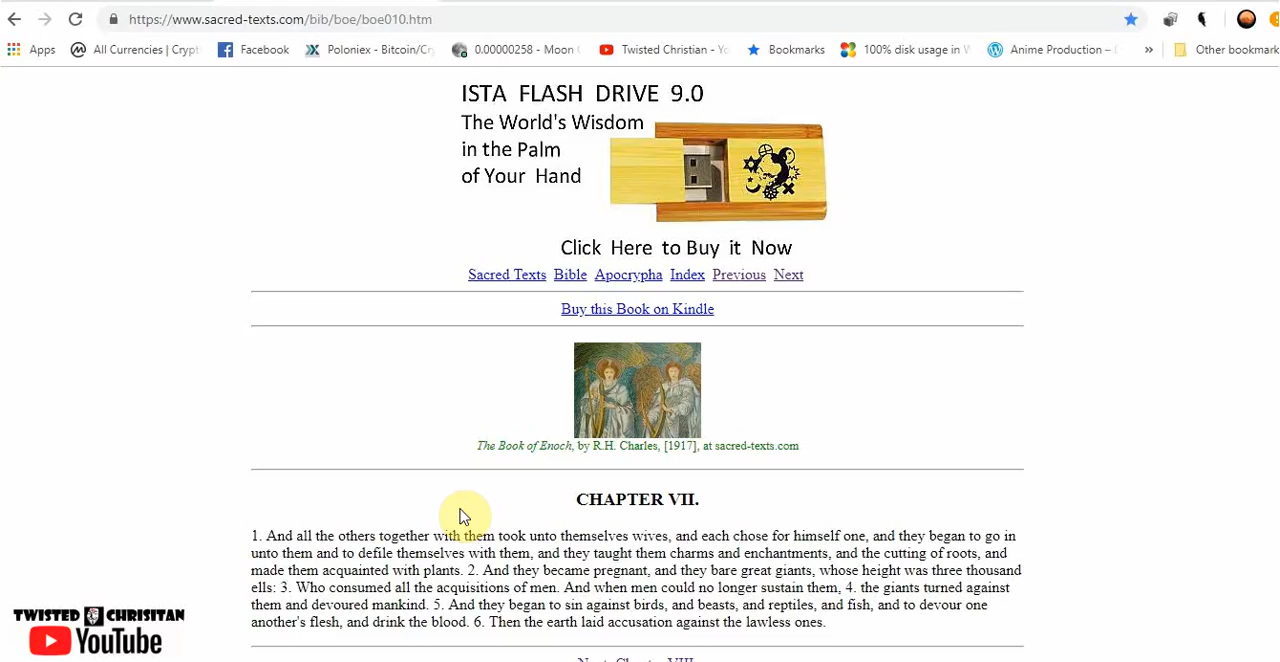 https://www.sacred-texts.com/bib/boe/boe010.htm
Apps All Currencies | Crypt Facebook Poloniex - Bitcoin/Cry 0.00000258 - Moon Twisted Christian - Yo Bookmarks 100% disk usage in W Anime Production – » Other bookmark
ISTA FLASH DRIVE 9.0
The World's Wisdom
in the Palm
of Your Hand
Click Here to Buy it Now
Sacred Texts Bible Apocrypha Index Previous Next
Buy this Book on Kindle
The Book of Enoch, by R.H. Charles, [1917], at sacred-texts.com
CHAPTER VII.
1. And all the others together with them took unto themselves wives, and each chose for himself one, and they began to go in
unto them and to defile themselves with them, and they taught them charms and enchantments, and the cutting of roots, and
made them acquainted with plants. 2. And they became pregnant, and they bare great giants, whose height was three thousand
ells: 3. Who consumed all the acquisitions of men. And when men could no longer sustain them, 4. the giants turned against
them and devoured mankind. 5. And they began to sin against birds, and beasts, and reptiles, and fish, and to devour one
another's flesh, and drink the blood. 6. Then the earth laid accusation against the lawless ones.
Next: Chapter VIII
TWISTED CHRISITAN
YouTube